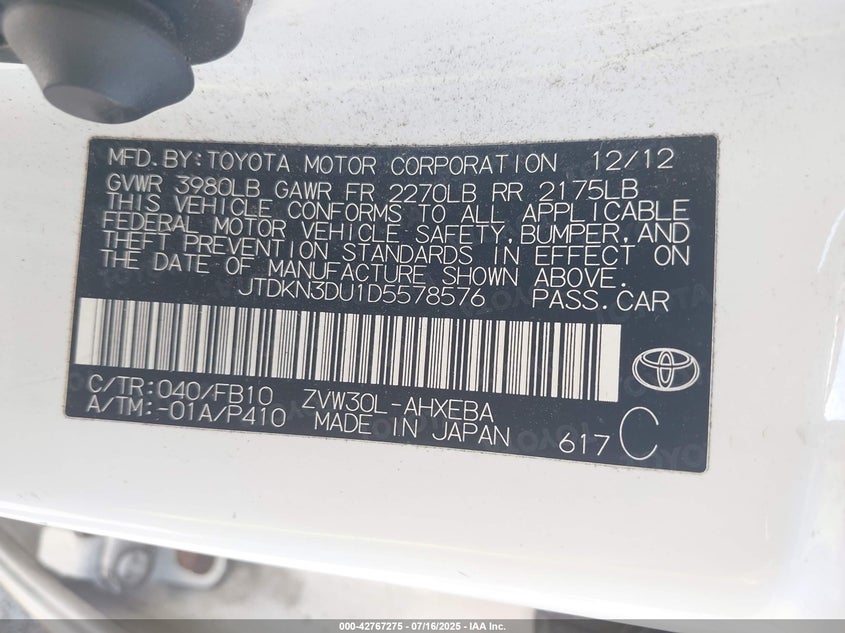 MFD. BY: TOYOTA MOTOR CORPORATION 12/12
GVWR 3980LB GAWR FR 2270LB RR 2175LB
THIS VEHICLE CONFORMS TO ALL APPLICABLE
FEDERAL MOTOR VEHICLE SAFETY, BUMPER, AND
THEFT PREVENTION STANDARDS IN EFFECT ON
THE DATE OF MANUFACTURE SHOWN ABOVE.
JTDKN3DU1D5578576 PASS. CAR
C/TR: 040/FB10 ZVW30L-AHXEBA
A/TM: -01A/P410 MADE IN JAPAN 617 C
000-42767275 - 07/16/2025 - IAA Inc.